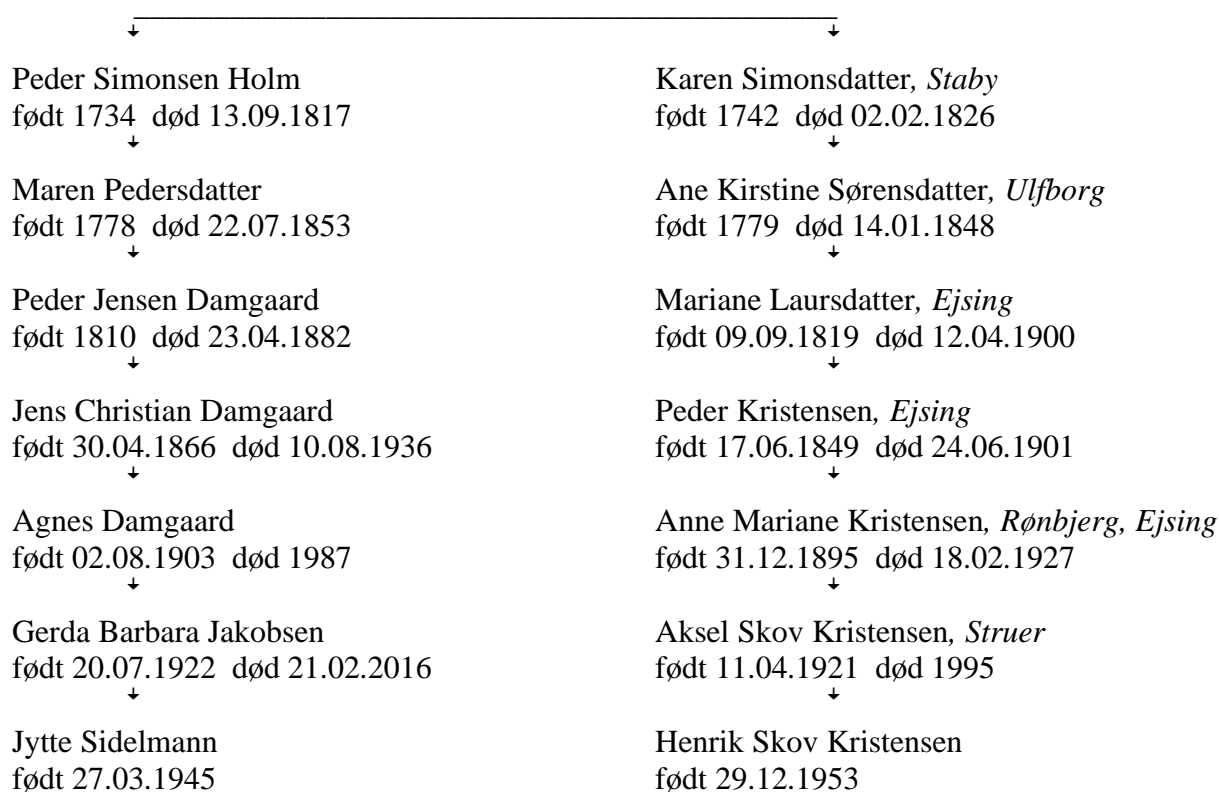 Peder Simonsen Holm
født 1734 død 13.09.1817
Maren Pedersdatter
født 1778 død 22.07.1853
Peder Jensen Damgaard
født 1810 død 23.04.1882
Jens Christian Damgaard
født 30.04.1866 død 10.08.1936
Agnes Damgaard
født 02.08.1903 død 1987
Gerda Barbara Jakobsen
født 20.07.1922 død 21.02.2016
Jytte Sidelmann
født 27.03.1945
Karen Simonsdatter, Staby
født 1742 død 02.02.1826
Ane Kirstine Sørensdatter, Ulfborg
født 1779 død 14.01.1848
Mariane Laursdatter, Ejsing
født 09.09.1819 død 12.04.1900
Peder Kristensen, Ejsing
født 17.06.1849 død 24.06.1901
Anne Mariane Kristensen, Rønbjerg, Ejsing
født 31.12.1895 død 18.02.1927
Aksel Skov Kristensen, Struer
født 11.04.1921 død 1995
Henrik Skov Kristensen
født 29.12.1953